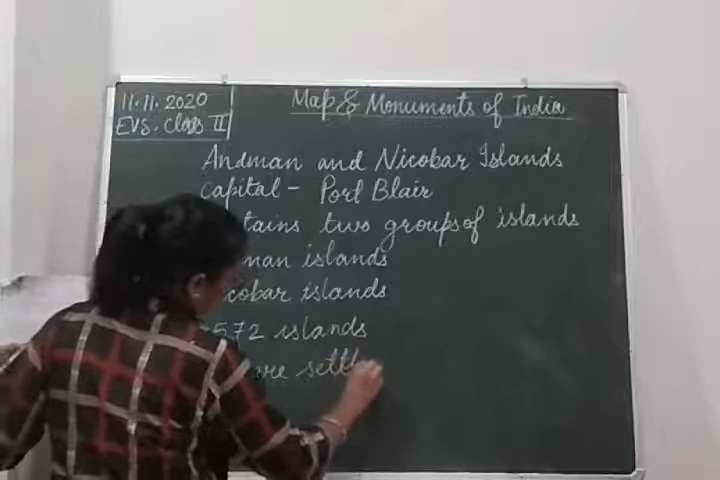 11.11.2020
EVS. Class II
Map & Monuments of India
Andman and Nicobar Islands
capital - Port Blair
tains two groups of islands
man islands
cobar islands
572 islands